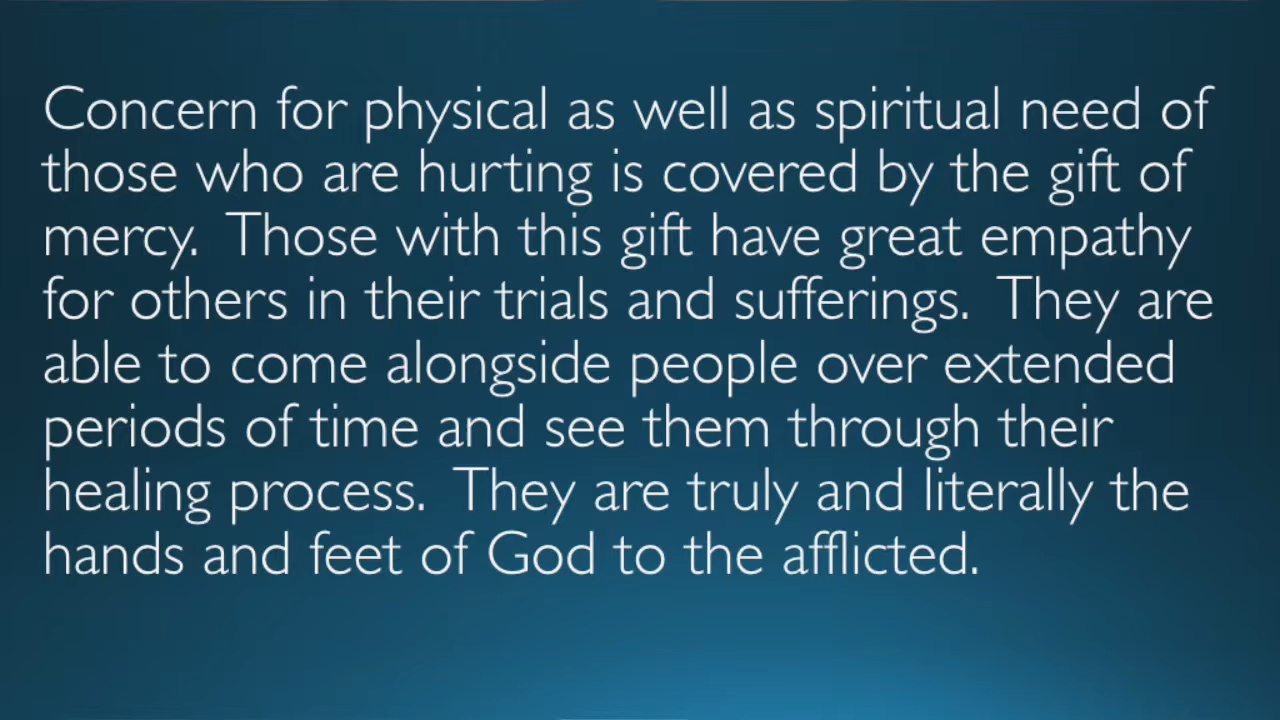 Concern for physical as well as spiritual need of
those who are hurting is covered by the gift of
mercy.  Those with this gift have great empathy
for others in their trials and sufferings.  They are
able to come alongside people over extended
periods of time and see them through their
healing process.  They are truly and literally the
hands and feet of God to the afflicted.